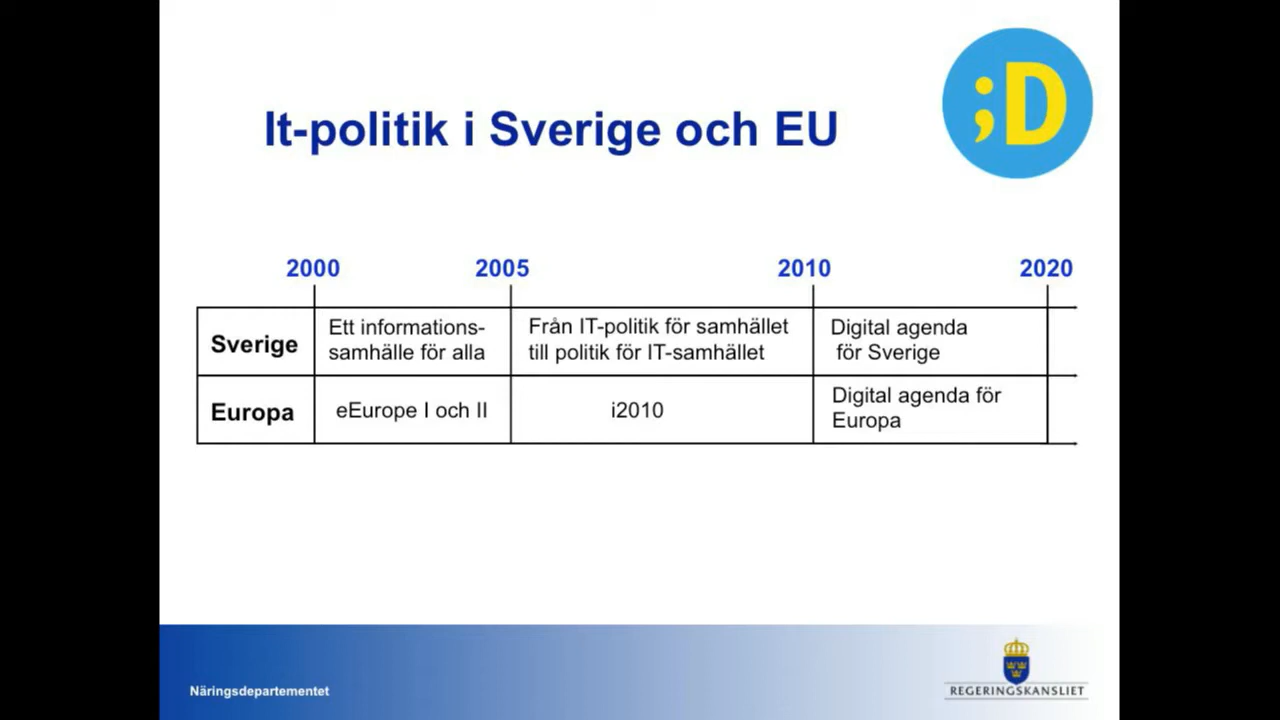 ;D
It-politik i Sverige och EU
2000 2005 2010 2020
Sverige
Ett informations-
samhälle för alla
Från IT-politik för samhället
till politik för IT-samhället
Digital agenda
för Sverige
Europa
eEurope I och II
i2010
Digital agenda för
Europa
Näringsdepartementet
REGERINGSKANSLIET